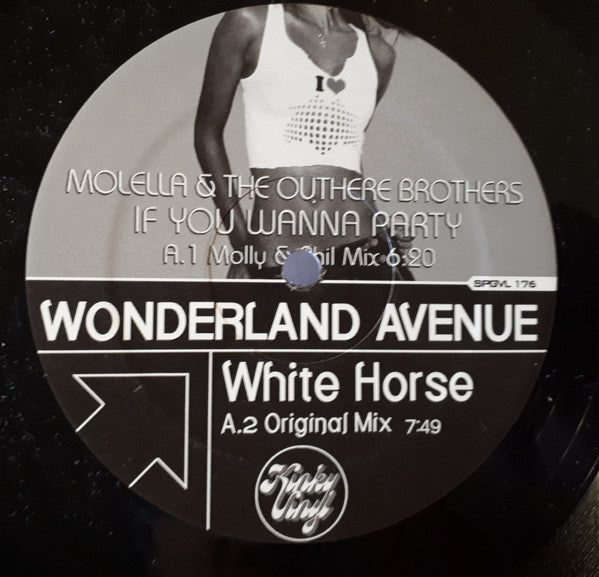 I ❤
MOLELLA & THE OUTHERE BROTHERS
IF YOU WANNA PARTY
A.1 Molly & Phil Mix 6:20
SPGVL 176
WONDERLAND AVENUE
White Horse
A.2 Original Mix 7:49
Kinky
Vinyl